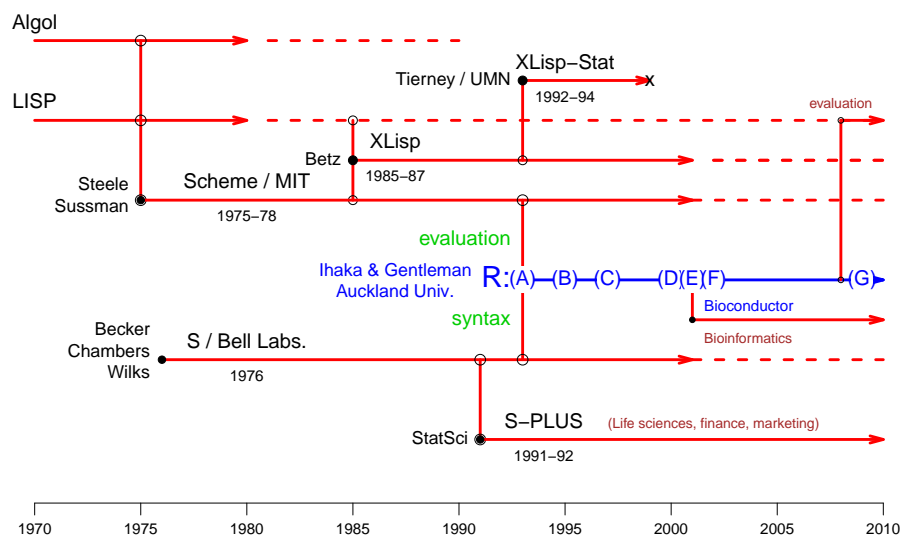 Algol
XLisp−Stat
Tierney / UMN
x
1992−94
LISP
evaluation
XLisp
Betz
1985−87
Steele
Sussman
Scheme / MIT
1975−78
evaluation
Ihaka & Gentleman
Auckland Univ.
R: (A) (B) (C) (D) (E) (F) (G)
Bioconductor
syntax
Bioinformatics
Becker
Chambers
Wilks
S / Bell Labs.
1976
S−PLUS (Life sciences, finance, marketing)
StatSci
1991−92
1970 1975 1980 1985 1990 1995 2000 2005 2010